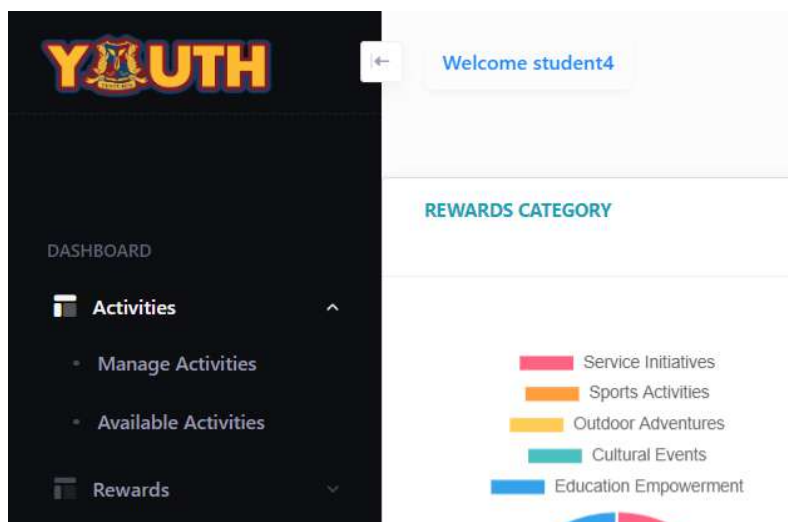 YOUTH
Welcome student4
REWARDS CATEGORY
DASHBOARD
Activities
Manage Activities
Available Activities
Rewards
Service Initiatives
Sports Activities
Outdoor Adventures
Cultural Events
Education Empowerment